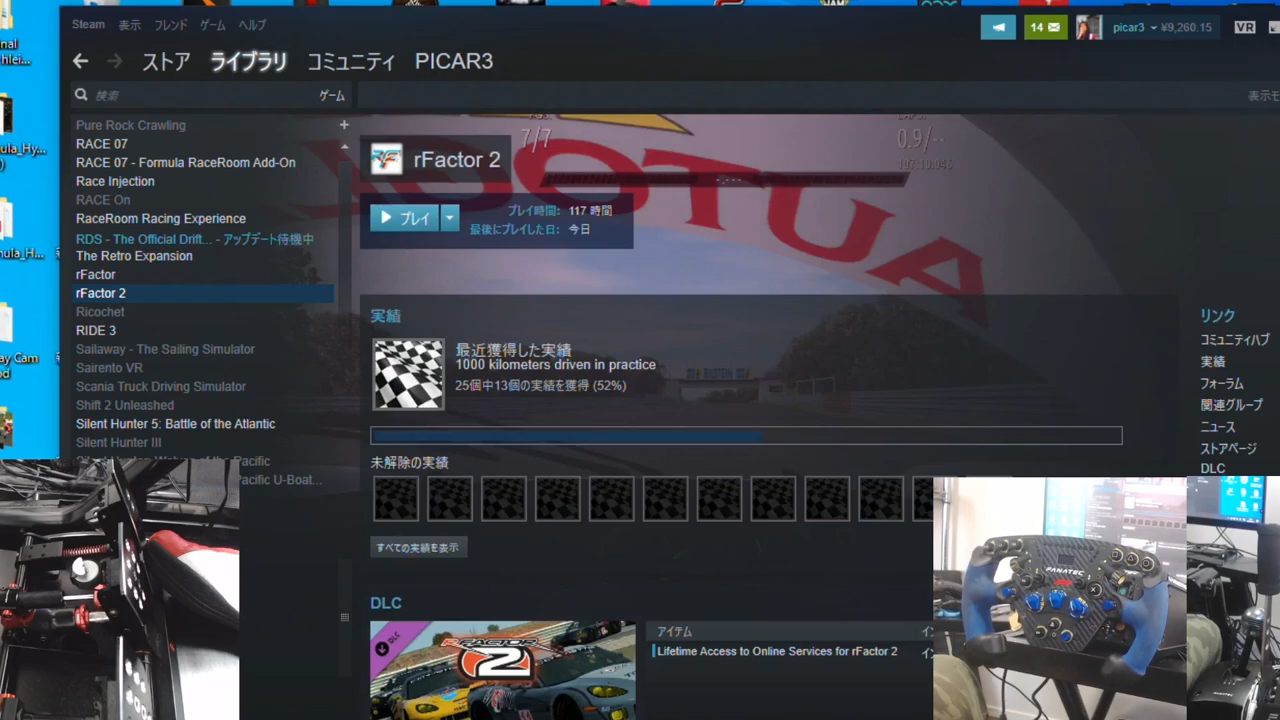 Steam 表示 フレンド ゲーム ヘルプ
14
picar3 ¥9,260.15
VR
ストア ライブラリ コミュニティ PICAR3
検索
ゲーム
Pure Rock Crawling
RACE 07
RACE 07 - Formula RaceRoom Add-On
Race Injection
RACE On
RaceRoom Racing Experience
RDS - The Official Drift... - アップデート待機中
The Retro Expansion
rFactor
rFactor 2
Ricochet
RIDE 3
Sailaway - The Sailing Simulator
Sairento VR
Scania Truck Driving Simulator
Shift 2 Unleashed
Silent Hunter 5: Battle of the Atlantic
Silent Hunter III
Pacific
Pacific U-Boat...
7/7
0.9/--
rFactor 2
プレイ
プレイ時間: 117 時間
最後にプレイした日: 今日
実績
最近獲得した実績
1000 kilometers driven in practice
25個中13個の実績を獲得 (52%)
未解除の実績
すべての実績を表示
DLC
DLC
RFACTOR 2
アイテム
Lifetime Access to Online Services for rFactor 2
リンク
コミュニティハブ
実績
フォーラム
関連グループ
ニュース
ストアページ
DLC
BILSTEIN
FANATEC